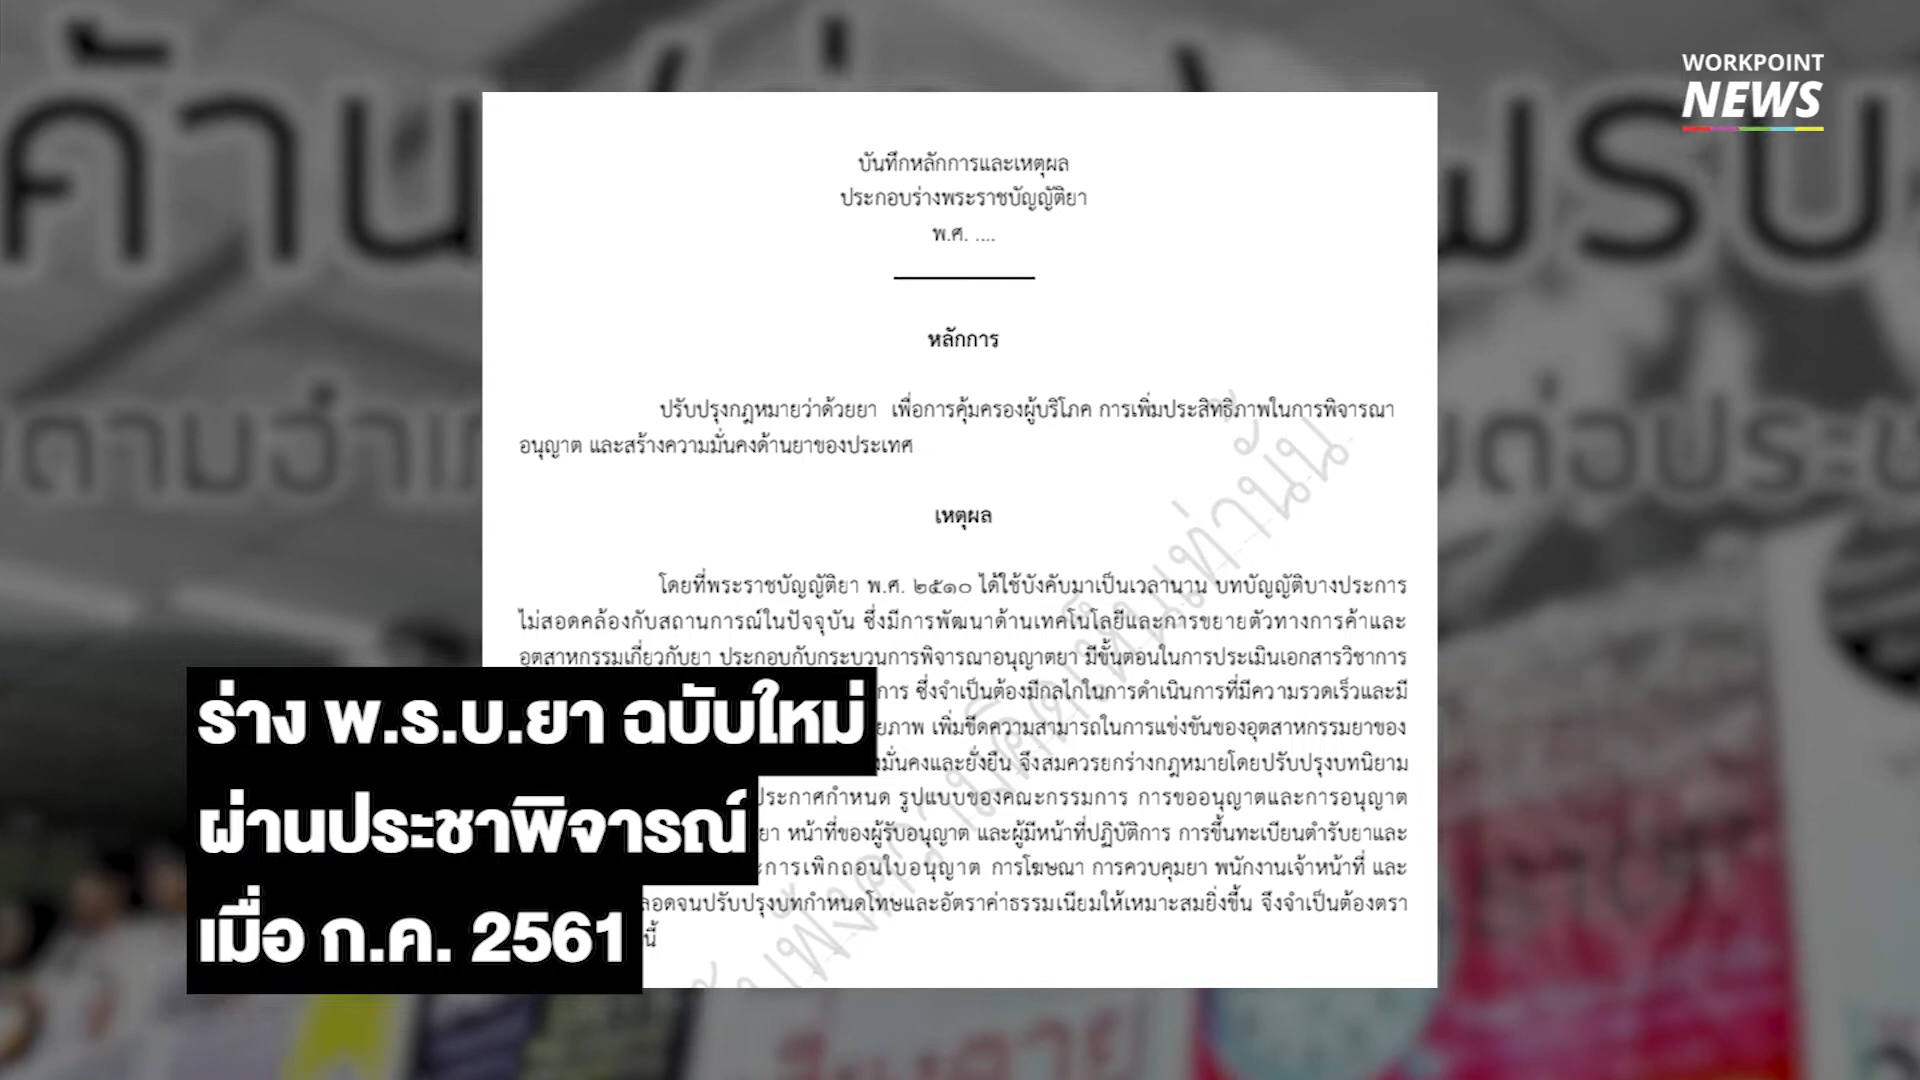 WORKPOINT
NEWS
บันทึกหลักการและเหตุผล
ประกอบร่างพระราชบัญญัติยา
พ.ศ. ....
หลักการ
ปรับปรุงกฎหมายว่าด้วยยา เพื่อการคุ้มครองผู้บริโภค การเพิ่มประสิทธิภาพในการพิจารณา
อนุญาต และสร้างความมั่นคงด้านยาของประเทศ
เหตุผล
โดยที่พระราชบัญญัติยา พ.ศ. ๒๕๑๐ ได้ใช้บังคับมาเป็นเวลานาน บทบัญญัติบางประการ
ไม่สอดคล้องกับสถานการณ์ในปัจจุบัน ซึ่งมีการพัฒนาด้านเทคโนโลยีและการขยายตัวทางการค้าและ
อุตสาหกรรมเกี่ยวกับยา ประกอบกับกระบวนการพิจารณาอนุญาตยา มีขั้นตอนในการประเมินเอกสารวิชาการ
การ ซึ่งจำเป็นต้องมีกลไกในการดำเนินการที่มีความรวดเร็วและมี
ยภาพ เพิ่มขีดความสามารถในการแข่งขันของอุตสาหกรรมยาของ
มั่นคงและยั่งยืน จึงสมควรยกร่างกฎหมายโดยปรับปรุงบทนิยาม
ประกาศกำหนด รูปแบบของคณะกรรมการ การขออนุญาตและการอนุญาต
ยา หน้าที่ของผู้รับอนุญาต และผู้มีหน้าที่ปฏิบัติการ การขึ้นทะเบียนตำรับยาและ
การเพิกถอนใบอนุญาต การโฆษณา การควบคุมยา พนักงานเจ้าหน้าที่ และ
ลอดจนปรับปรุงบทกำหนดโทษและอัตราค่าธรรมเนียมให้เหมาะสมยิ่งขึ้น จึงจำเป็นต้องตรา
นี้
ร่าง พ.ร.บ.ยา ฉบับใหม่
ผ่านประชาพิจารณ์
เมื่อ ก.ค. 2561